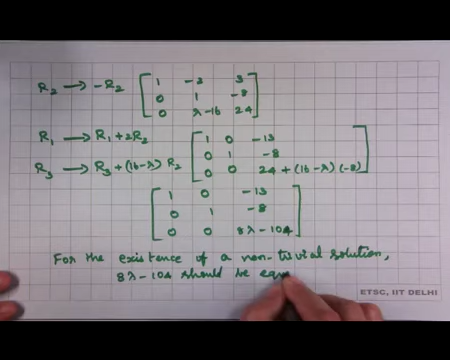 R₂ → -R₂ [ 1 -2 3
0 1 -8
0 λ-16 24 ]
R₁ → R₁ + 2R₂ [ 1 0 -13
0 1 -8
R₃ → R₃ + (16-λ) R₂ 0 0 24 + (16-λ)(-8) ]
[ 1 0 -13
0 1 -8
0 0 8λ-104 ]
For the existence of a non-trivial solution,
8λ-104 should be equ
ETSC, IIT DELHI